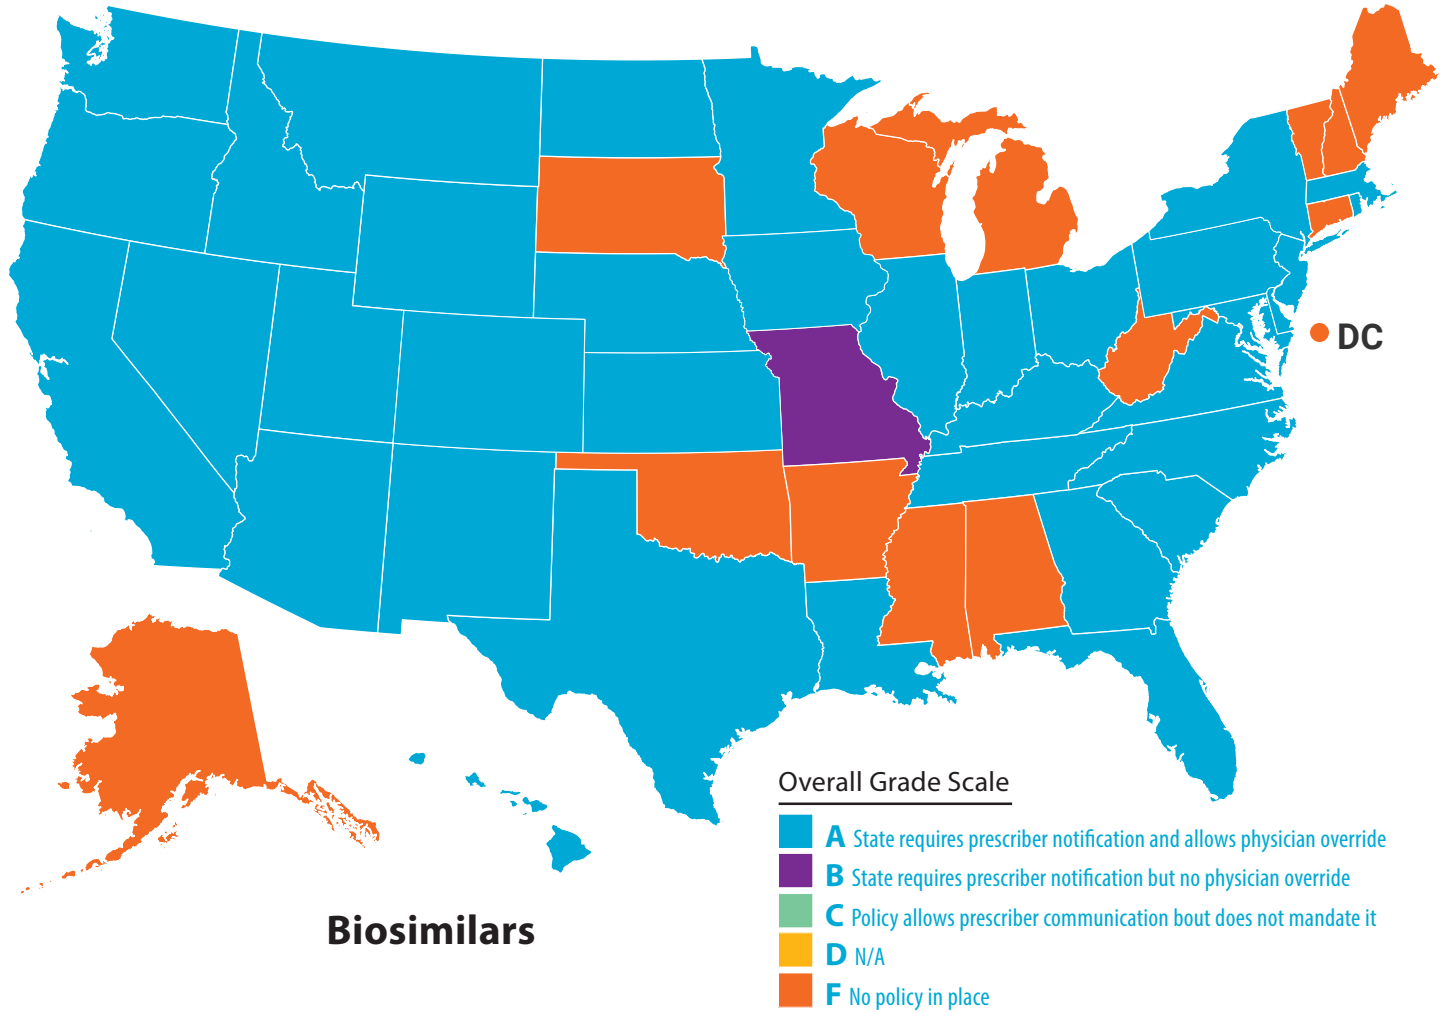 DC
Overall Grade Scale
A State requires prescriber notification and allows physician override
B State requires prescriber notification but no physician override
C Policy allows prescriber communication bout does not mandate it
D N/A
F No policy in place
Biosimilars